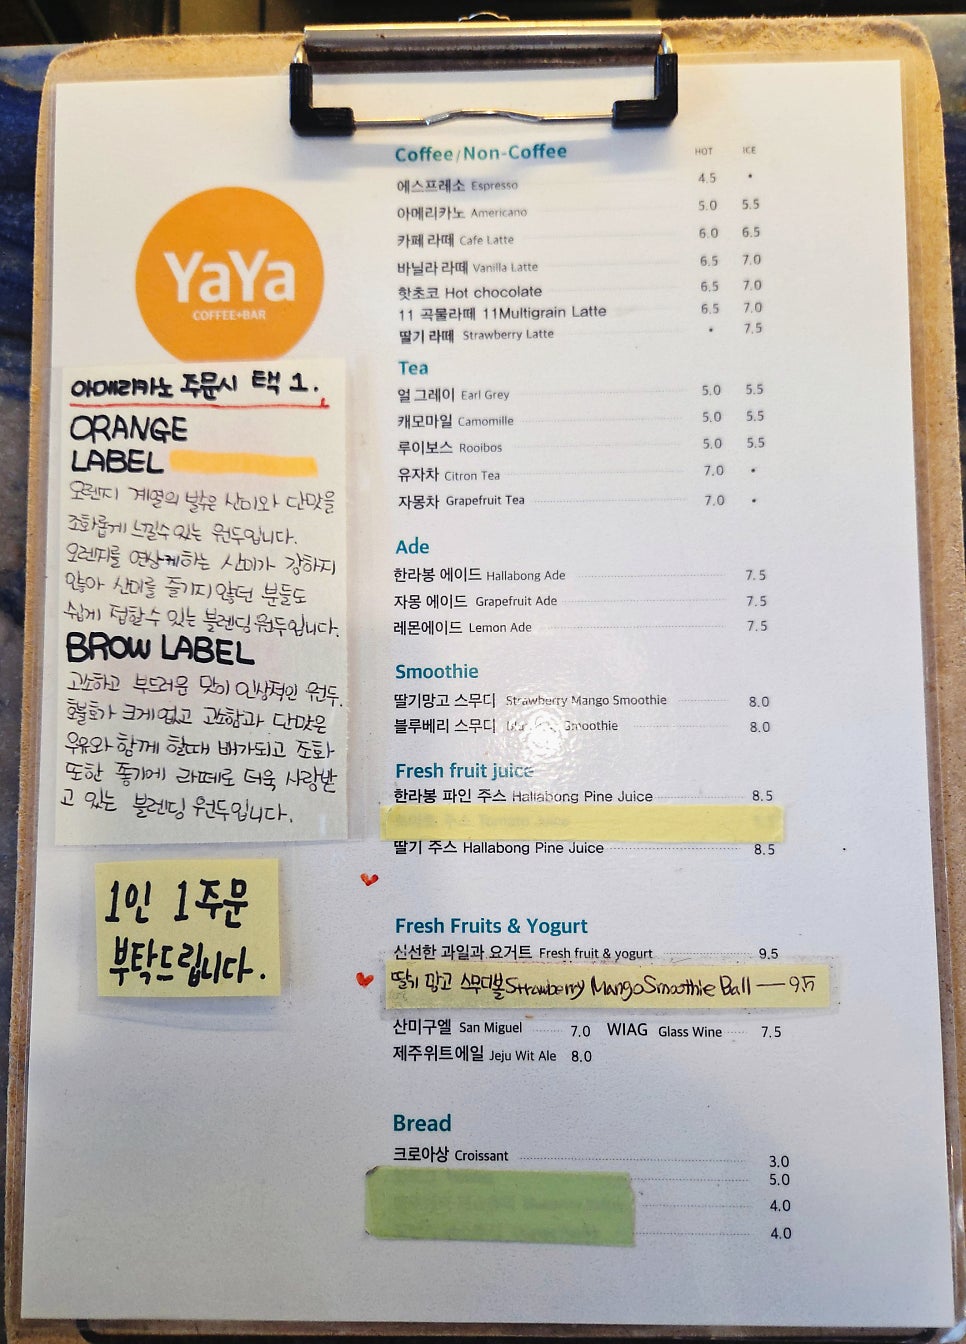 YaYa
COFFEE+BAR
아메리카노 주문시 택 1.
ORANGE
LABEL
오렌지 계열의 밝은 산미와 단맛을
조화롭게 느낄수 있는 원두입니다.
오렌지를 연상케하는 산미가 강하지
않아 산미를 즐기지 않던 분들도
쉽게 접할수 있는 블렌딩 원두입니다.
BROW LABEL
고소하고 부드러운 맛이 인상적인 원두.
호불호가 크게 없고 고소함과 단맛은
우유와 함께 할때 배가되고 조화
또한 좋기에 라떼로 더욱 사랑받
고 있는 블렌딩 원두입니다.
1인 1주문
부탁드립니다.
Coffee/Non-Coffee HOT ICE
에스프레소 Espresso 4.5 •
아메리카노 Americano 5.0 5.5
카페 라떼 Cafe Latte 6.0 6.5
바닐라 라떼 Vanilla Latte 6.5 7.0
핫초코 Hot chocolate 6.5 7.0
11 곡물라떼 11Multigrain Latte 6.5 7.0
딸기 라떼 Strawberry Latte • 7.5
Tea
얼 그레이 Earl Grey 5.0 5.5
캐모마일 Camomille 5.0 5.5
루이보스 Rooibos 5.0 5.5
유자차 Citron Tea 7.0 •
자몽차 Grapefruit Tea 7.0 •
Ade
한라봉 에이드 Hallabong Ade 7.5
자몽 에이드 Grapefruit Ade 7.5
레몬에이드 Lemon Ade 7.5
Smoothie
딸기망고 스무디 Strawberry Mango Smoothie 8.0
블루베리 스무디 Smoothie 8.0
Fresh fruit juice
한라봉 파인 주스 Hallabong Pine Juice 8.5
주스 Tomato Juice
딸기 주스 Hallabong Pine Juice 8.5
Fresh Fruits & Yogurt
신선한 과일과 요거트 Fresh fruit & yogurt 9.5
딸기 망고 스무디볼 Strawberry Mango Smoothie Ball — 9.5
산미구엘 San Miguel 7.0 WIAG Glass Wine 7.5
제주위트에일 Jeju Wit Ale 8.0
Bread
크로아상 Croissant 3.0
5.0
4.0
4.0